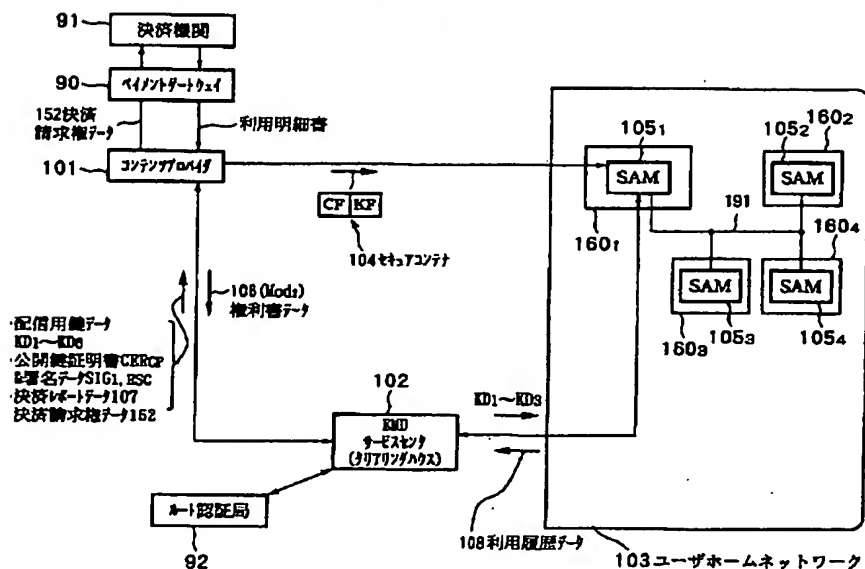 91
決済機関
90
ペイメントゲートウェイ
152決済
請求権データ
利用明細書
101
コンテンツプロバイダ
CF KF
104セキュアコンテナ
105₁
SAM
160₁
160₂
105₂
SAM
191
160₄
SAM
160₃
105₃
SAM
105₄
106(Mod₂)
権利書データ
・配信用鍵データ
KD1〜KD6
・公開鍵証明書CERCP
&署名データSIG1,ESC
・決済レポートデータ107
決済請求権データ152
102
EMD
サービスセンタ
(クリアリングハウス)
KD1〜KD3
108利用履歴データ
ルート認証局
92
103ユーザホームネットワーク